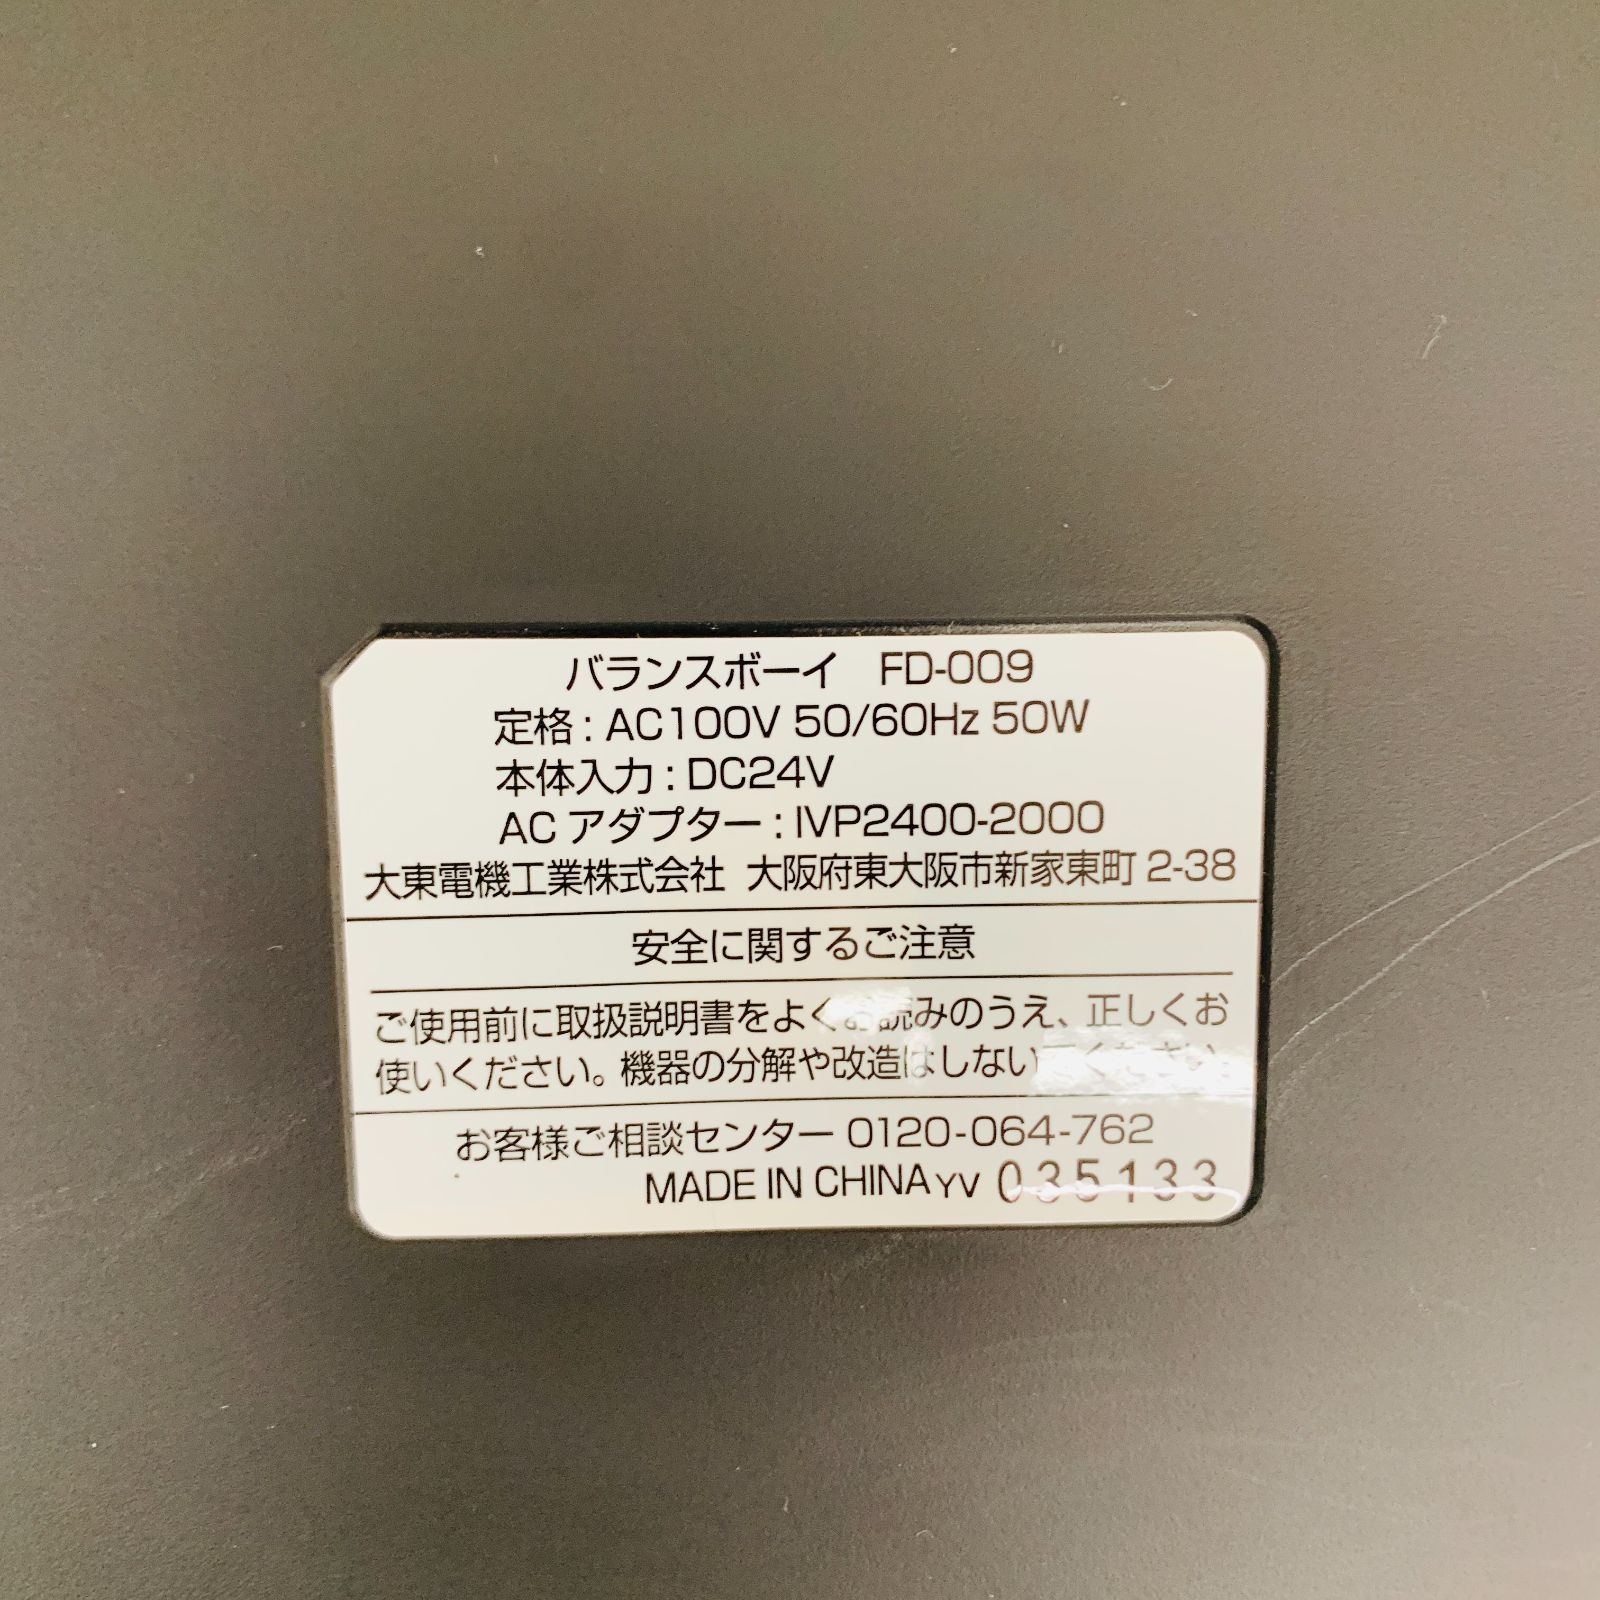 バランスボーイ FD-009
定格 : AC100V 50/60Hz 50W
本体入力 : DC24V
AC アダプター : IVP2400-2000
大東電機工業株式会社 大阪府東大阪市新家東町 2-38
安全に関するご注意
ご使用前に取扱説明書をよくお読みのうえ、正しくお
使いください。機器の分解や改造はしないでください。
お客様ご相談センター 0120-064-762
MADE IN CHINA YV 035133